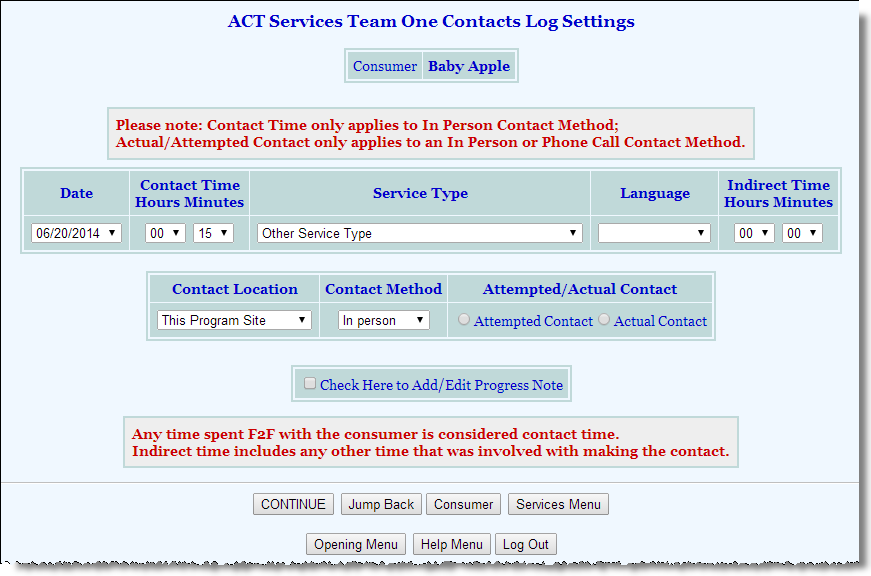 ACT Services Team One Contacts Log Settings
Consumer Baby Apple
Please note: Contact Time only applies to In Person Contact Method;
Actual/Attempted Contact only applies to an In Person or Phone Call Contact Method.
Date Contact Time Service Type Language Indirect Time
Hours Minutes Hours Minutes
06/20/2014 00 15 Other Service Type 00 00
Contact Location Contact Method Attempted/Actual Contact
This Program Site In person Attempted Contact Actual Contact
Check Here to Add/Edit Progress Note
Any time spent F2F with the consumer is considered contact time.
Indirect time includes any other time that was involved with making the contact.
CONTINUE Jump Back Consumer Services Menu
Opening Menu Help Menu Log Out